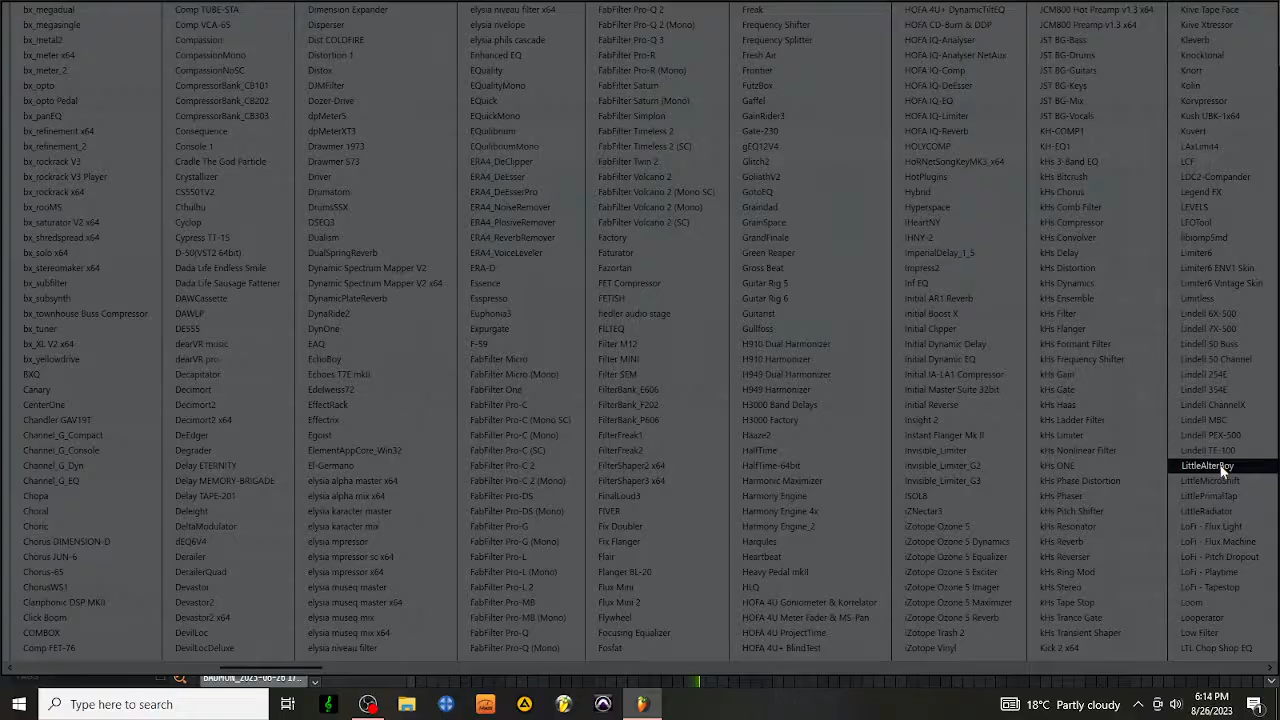 bx_megadual
bx_megasingle
bx_metal2
bx_meter x64
bx_meter_2
bx_opto
bx_opto Pedal
bx_panEQ
bx_refinement x64
bx_refinement_2
bx_rockrack V3
bx_rockrack V3 Player
bx_rockrack x64
bx_rooMS
bx_saturator V2 x64
bx_shredspread x64
bx_solo x64
bx_stereomaker x64
bx_subfilter
bx_subsynth
bx_townhouse Buss Compressor
bx_tuner
bx_XL V2 x64
bx_yellowdrive
BXQ
Canary
CenterOne
Chandler GAV19T
Channel_G_Compact
Channel_G_Console
Channel_G_Dyn
Channel_G_EQ
Chopa
Choral
Choric
Chorus DIMENSION-D
Chorus JUN-6
Chorus-65
ChorusWS1
Clariphonic DSP MKII
Click Boom
COMBOX
Comp FET-76
Comp TUBE-STA
Comp VCA-65
Compassion
CompassionMono
CompassionNoSC
CompressorBank_CB101
CompressorBank_CB202
CompressorBank_CB303
Consequence
Console 1
Cradle The God Particle
Crystallizer
CS5501V2
Cthulhu
Cyclop
Cypress TT-15
D-50(VST2 64bit)
Dada Life Endless Smile
Dada Life Sausage Fattener
DAWCassette
DAWLP
DE555
dearVR music
dearVR pro
Decapitator
Decimort
Decimort2
Decimort2 x64
DeEdger
Degrader
Delay ETERNITY
Delay MEMORY-BRIGADE
Delay TAPE-201
Deleight
DeltaModulator
dEQ6V4
Derailer
DerailerQuad
Devastor
Devastor2
Devastor2 x64
DevilLoc
DevilLocDeluxe
Dimension Expander
Disperser
Dist COLDFIRE
Distortion 1
Distox
DJMFilter
Dozer-Drive
dpMeter5
dpMeterXT3
Drawmer 1973
Drawmer S73
Driver
Drumatom
DrumsSSX
DSEQ3
Dualism
DualSpringReverb
Dynamic Spectrum Mapper V2
Dynamic Spectrum Mapper V2 x64
DynamicPlateReverb
DynaRide2
DynOne
EAQ
EchoBoy
Echoes T7E mkII
Edelweiss72
EffectRack
Effectrix
Egoist
ElementAppCore_Win32
El-Germano
elysia alpha master x64
elysia alpha mix x64
elysia karacter master
elysia karacter mix
elysia mpressor
elysia mpressor sc x64
elysia mpressor x64
elysia museq master
elysia museq master x64
elysia museq mix
elysia museq mix x64
elysia niveau filter
elysia niveau filter x64
elysia nvelope
elysia phils cascade
Enhanced EQ
EQuality
EQualityMono
EQuick
EQuickMono
EQuilibrium
EQuilibriumMono
ERA4_DeClipper
ERA4_DeEsser
ERA4_DeEsserPro
ERA4_NoiseRemover
ERA4_PlosiveRemover
ERA4_ReverbRemover
ERA4_VoiceLeveler
ERA-D
Essence
Esspresso
Euphonia3
Expurgate
F-59
FabFilter Micro
FabFilter Micro (Mono)
FabFilter One
FabFilter Pro-C
FabFilter Pro-C (Mono SC)
FabFilter Pro-C (Mono)
FabFilter Pro-C (SC)
FabFilter Pro-C 2
FabFilter Pro-C 2 (Mono)
FabFilter Pro-DS
FabFilter Pro-DS (Mono)
FabFilter Pro-G
FabFilter Pro-G (Mono)
FabFilter Pro-L
FabFilter Pro-L (Mono)
FabFilter Pro-L 2
FabFilter Pro-MB
FabFilter Pro-MB (Mono)
FabFilter Pro-Q
FabFilter Pro-Q (Mono)
FabFilter Pro-Q 2
FabFilter Pro-Q 2 (Mono)
FabFilter Pro-Q 3
FabFilter Pro-R
FabFilter Pro-R (Mono)
FabFilter Saturn
FabFilter Saturn (Mono)
FabFilter Simplon
FabFilter Timeless 2
FabFilter Timeless 2 (SC)
FabFilter Twin 2
FabFilter Volcano 2
FabFilter Volcano 2 (Mono SC)
FabFilter Volcano 2 (Mono)
FabFilter Volcano 2 (SC)
Factory
Faturator
Fazortan
FET Compressor
FETiSH
fiedler audio stage
FILTEQ
Filter M12
Filter MINI
Filter SEM
FilterBank_E606
FilterBank_F202
FilterBank_P606
FilterFreak1
FilterFreak2
FilterShaper2 x64
FilterShaper3 x64
FinalLoud3
FIVER
Fix Doubler
Fix Flanger
Flair
Flanger BL-20
Flux Mini
Flux Mini 2
Flywheel
Focusing Equalizer
Fosfat
Freak
Frequency Shifter
Frequency Splitter
Fresh Air
Frontier
FutzBox
Gaffel
GainRider3
Gate-230
gEQ12V4
Glitch2
GoliathV2
GotoEQ
Graindad
GrainSpace
GrandFinale
Green Reaper
Gross Beat
Guitar Rig 5
Guitar Rig 6
Guitarist
Gullfoss
H910 Dual Harmonizer
H910 Harmonizer
H949 Dual Harmonizer
H949 Harmonizer
H3000 Band Delays
H3000 Factory
Haaze2
HalfTime
HalfTime-64bit
Harmonic Maximizer
Harmony Engine
Harmony Engine 4x
Harmony Engine_2
Harqules
Heartbeat
Heavy Pedal mkII
HLQ
HOFA 4U Goniometer & Korrelator
HOFA 4U Meter Fader & MS-Pan
HOFA 4U ProjectTime
HOFA 4U+ BlindTest
HOFA 4U+ DynamicTiltEQ
HOFA CD-Burn & DDP
HOFA IQ-Analyser
HOFA IQ-Analyser NetAux
HOFA IQ-Comp
HOFA IQ-DeEsser
HOFA IQ-EQ
HOFA IQ-Limiter
HOFA IQ-Reverb
HOLYCOMP
HoRNetSongKeyMK3_x64
HotPlugins
Hybrid
Hyperspace
IHeartNY
IHNY-2
ImperialDelay_1_5
Impress2
Inf EQ
Initial AR1 Reverb
Initial Boost X
Initial Clipper
Initial Dynamic Delay
Initial Dynamic EQ
Initial IA-LA1 Compressor
Initial Master Suite 32bit
Initial Reverse
Insight 2
Instant Flanger Mk II
Invisible_Limiter
Invisible_Limiter_G2
Invisible_Limiter_G3
ISOL8
iZNectar3
iZotope Ozone 5
iZotope Ozone 5 Dynamics
iZotope Ozone 5 Equalizer
iZotope Ozone 5 Exciter
iZotope Ozone 5 Imager
iZotope Ozone 5 Maximizer
iZotope Ozone 5 Reverb
iZotope Trash 2
iZotope Vinyl
JCM800 Hot Preamp v1.3 x64
JCM800 Preamp v1.3 x64
JST BG-Bass
JST BG-Drums
JST BG-Guitars
JST BG-Keys
JST BG-Mix
JST BG-Vocals
KH-COMP1
KH-EQ1
kHs 3-Band EQ
kHs Bitcrush
kHs Chorus
kHs Comb Filter
kHs Compressor
kHs Convolver
kHs Delay
kHs Distortion
kHs Dynamics
kHs Ensemble
kHs Filter
kHs Flanger
kHs Formant Filter
kHs Frequency Shifter
kHs Gain
kHs Gate
kHs Haas
kHs Ladder Filter
kHs Limiter
kHs Nonlinear Filter
kHs ONE
kHs Phase Distortion
kHs Phaser
kHs Pitch Shifter
kHs Resonator
kHs Reverb
kHs Reverser
kHs Ring Mod
kHs Stereo
kHs Tape Stop
kHs Trance Gate
kHs Transient Shaper
Kick 2 x64
Kiive Tape Face
Kiive Xtressor
Kleverb
Knocktonal
Knorr
Kolin
Korvpressor
Kush UBK-1x64
Kuvert
LAxLimit4
LCF
LDC2-Compander
Legend FX
LEVELS
LFOTool
libiomp5md
Limiter6
Limiter6 ENV1 Skin
Limiter6 Vintage Skin
Limitless
Lindell 6X-500
Lindell 7X-500
Lindell 50 Buss
Lindell 50 Channel
Lindell 254E
Lindell 354E
Lindell ChannelX
Lindell MBC
Lindell PEX-500
Lindell TE-100
LittleAlterBoy
LittleMicroShift
LittlePrimalTap
LittleRadiator
LoFi - Flux Light
LoFi - Flux Machine
LoFi - Pitch Dropout
LoFi - Playtime
LoFi - Tapestop
Loom
Looperator
Low Filter
LTL Chop Shop EQ
Type here to search
18°C Partly cloudy
6:14 PM
8/26/2023